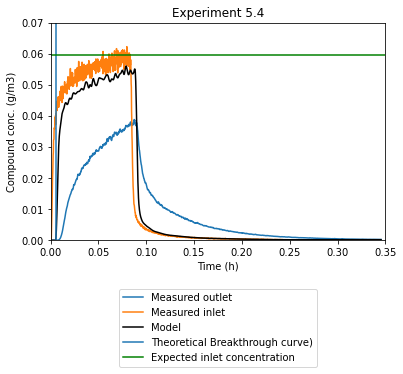 Experiment 5.4
Compound conc. (g/m3)
0.07
0.06
0.05
0.04
0.03
0.02
0.01
0.00
0.00 0.05 0.10 0.15 0.20 0.25 0.30 0.35
Time (h)
Measured outlet
Measured inlet
Model
Theoretical Breakthrough curve)
Expected inlet concentration